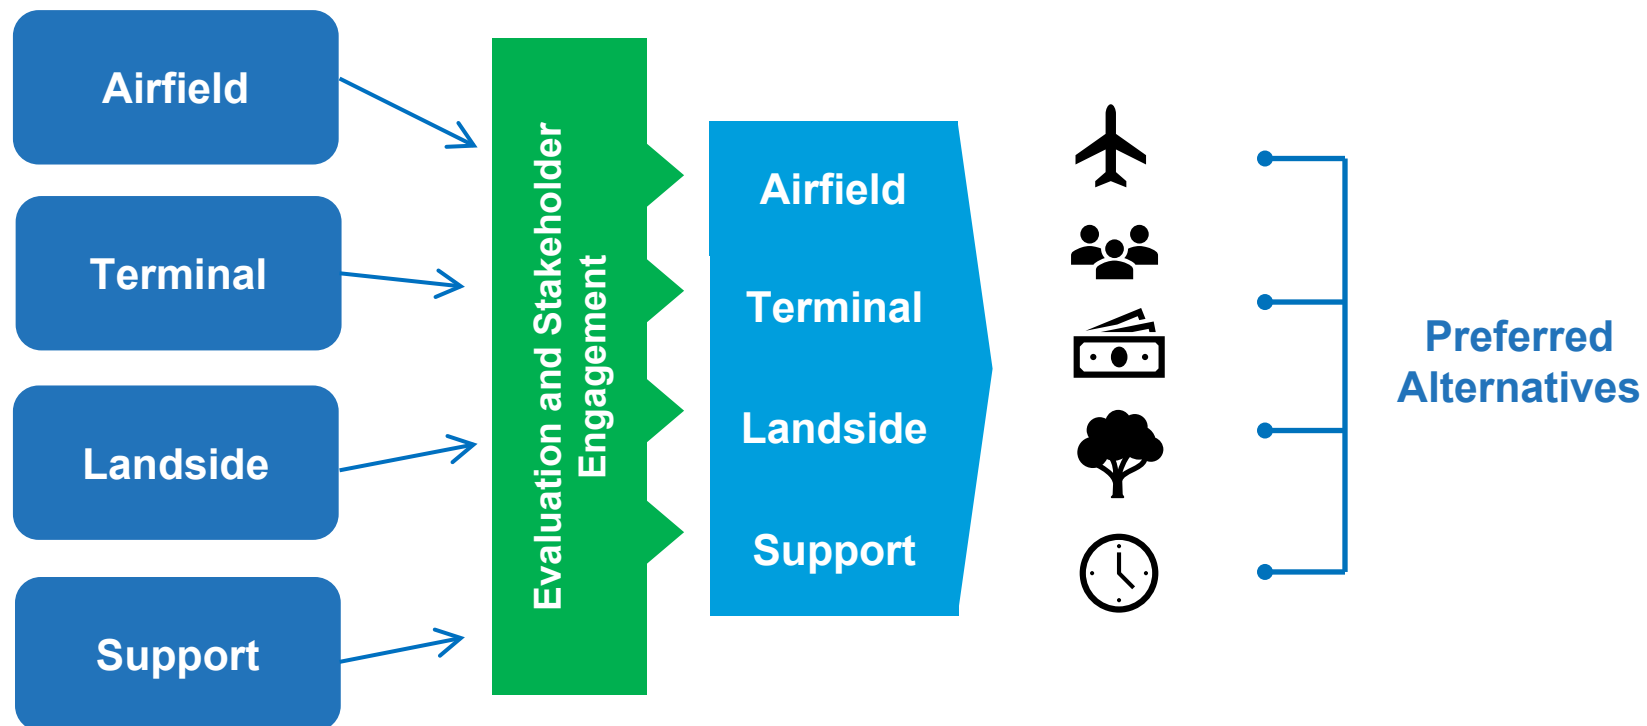 Airfield
Terminal
Landside
Support
Evaluation and Stakeholder
Engagement
Airfield
Terminal
Landside
Support
Preferred
Alternatives